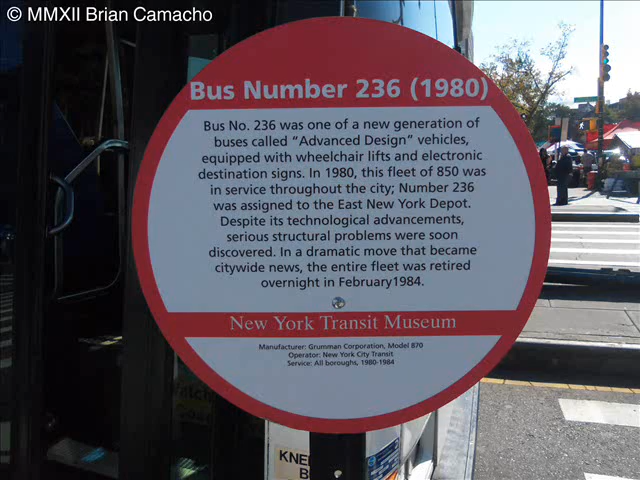 © MMXII Brian Camacho
Bus Number 236 (1980)
Bus No. 236 was one of a new generation of
buses called "Advanced Design" vehicles,
equipped with wheelchair lifts and electronic
destination signs. In 1980, this fleet of 850 was
in service throughout the city; Number 236
was assigned to the East New York Depot.
Despite its technological advancements,
serious structural problems were soon
discovered. In a dramatic move that became
citywide news, the entire fleet was retired
overnight in February1984.
New York Transit Museum
Manufacturer: Grumman Corporation, Model 870
Operator: New York City Transit
Service: All boroughs, 1980-1984